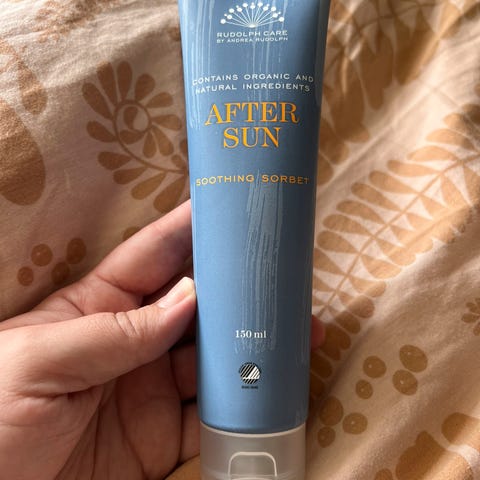 RUDOLPH CARE
BY ANDREA RUDOLPH
CONTAINS ORGANIC AND
NATURAL INGREDIENTS
AFTER
SUN
SOOTHING SORBET
150 ml